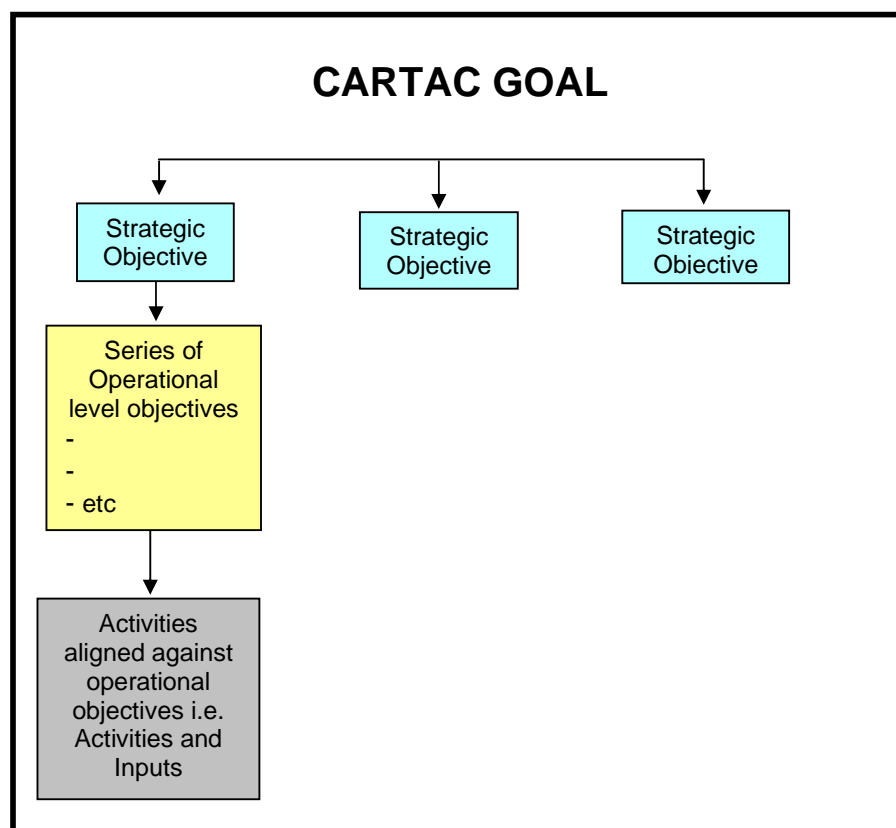 CARTAC GOAL
Strategic
Objective
Strategic
Objective
Strategic
Objective
Series of
Operational
level objectives
-
-
- etc
Activities
aligned against
operational
objectives i.e.
Activities and
Inputs